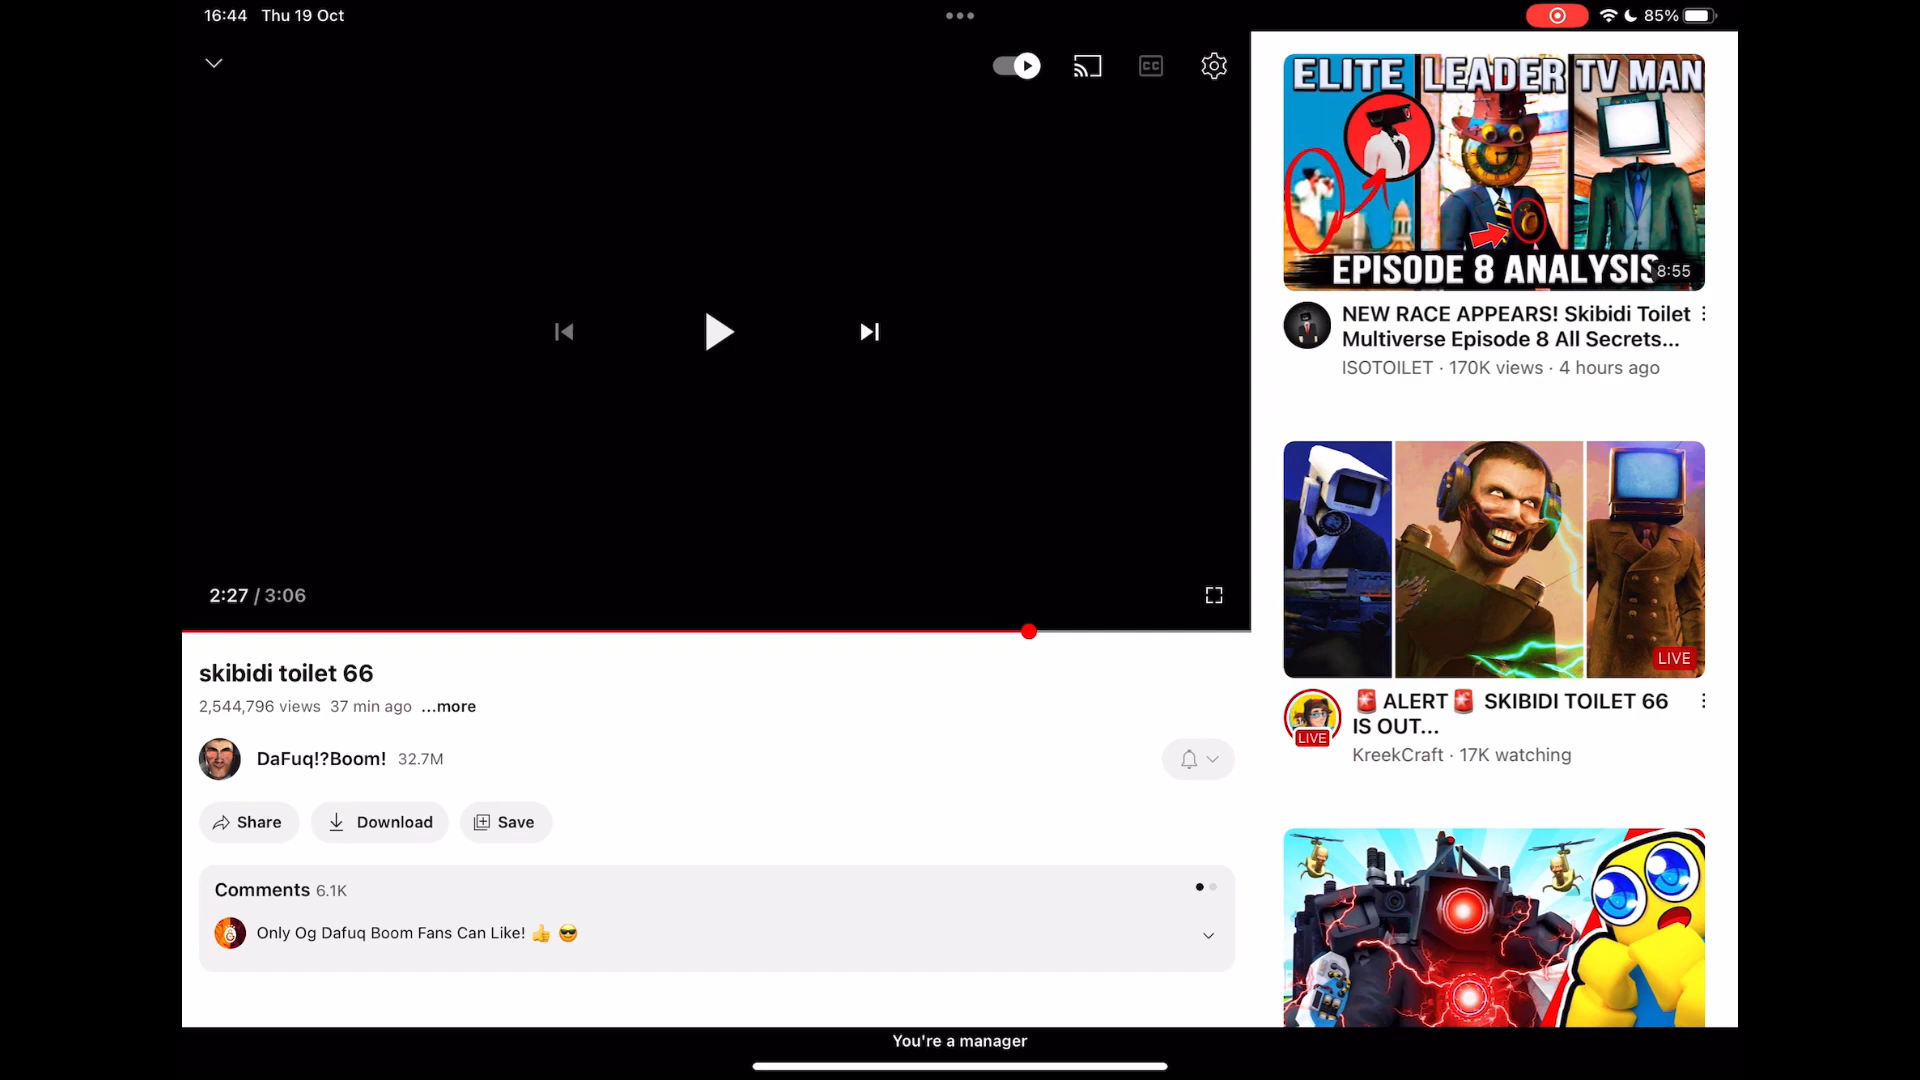 16:44 Thu 19 Oct
85%
CC
2:27 / 3:06
skibidi toilet 66
2,544,796 views 37 min ago ...more
DaFuq!?Boom! 32.7M
Share
Download
Save
Comments 6.1K
Only Og Dafuq Boom Fans Can Like! 👍 😎
ELITE LEADER TV MAN
EPISODE 8 ANALYSIS
8:55
NEW RACE APPEARS! Skibidi Toilet
Multiverse Episode 8 All Secrets...
ISOTOILET · 170K views · 4 hours ago
LIVE
LIVE
🚨 ALERT 🚨 SKIBIDI TOILET 66
IS OUT...
KreekCraft · 17K watching
You're a manager